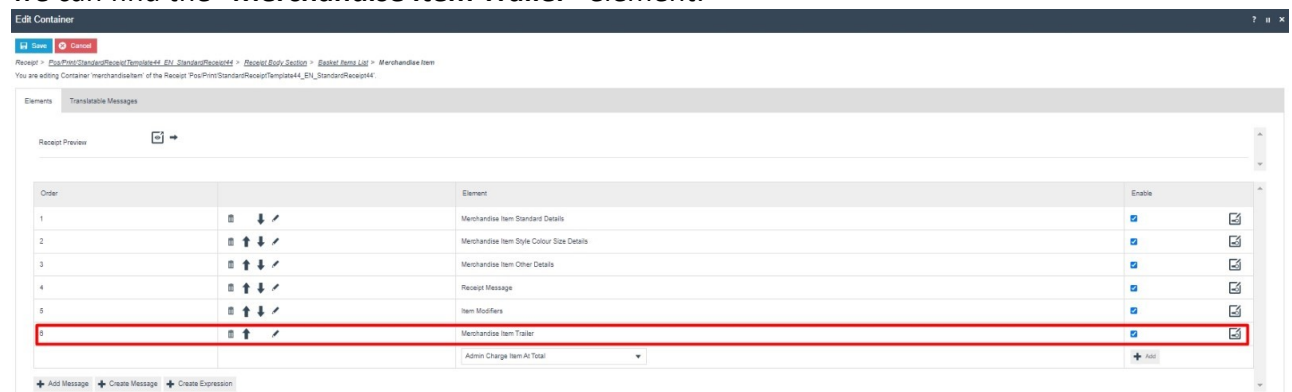 we can find the "Merchandise Item Trailer" element.
Edit Container ? II ×
Save Cancel
Receipt > Pos/Print/StandardReceiptTemplate44_EN_StandardReceipt44 > Receipt Body Section > Basket Items List > Merchandise Item
You are editing Container 'merchandiseitem' of the Receipt 'Pos/Print/StandardReceiptTemplate44_EN_StandardReceipt44'.
Elements Translatable Messages
Receipt Preview
Order Element Enable
1 Merchandise Item Standard Details
2 Merchandise Item Style Colour Size Details
3 Merchandise Item Other Details
4 Receipt Message
5 Item Modifiers
6 Merchandise Item Trailer
Admin Charge Item At Total + Add
+ Add Message + Create Message + Create Expression